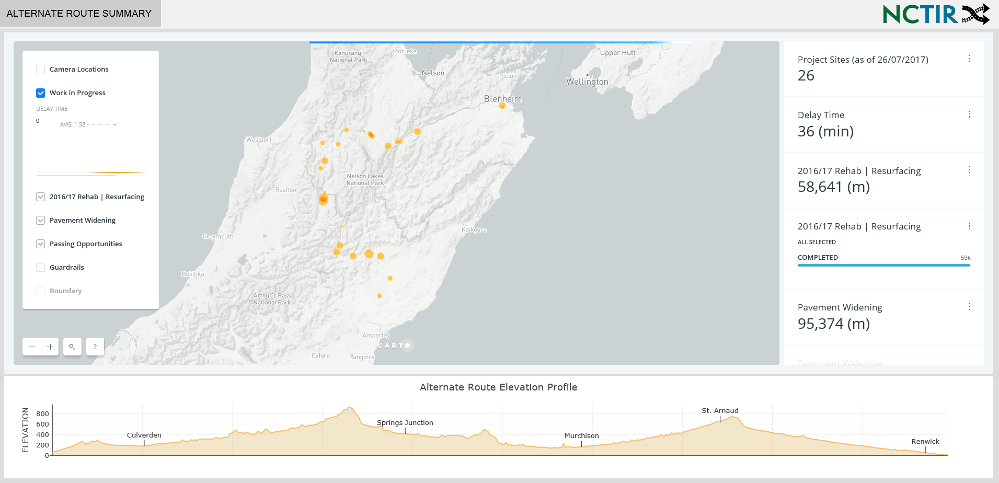 ALTERNATE ROUTE SUMMARY
NCTIR
Camera Locations
Work in Progress
DELAY TIME
0
AVG: 1.58
2016/17 Rehab | Resurfacing
Pavement Widening
Passing Opportunities
Guardrails
Boundary
?
Kahurangi
National Park
Motueka
Nelson
Picton
Blenheim
Upper Hutt
Wellington
Westport
Nelson Lakes
National Park
Reefton
Kaikoura
Greymouth
Hokitika
Arthur's Pass
National Park
Amberley
CARTO
Oxford
Rangiora
Project Sites (as of 26/07/2017)
26
Delay Time
36 (min)
2016/17 Rehab | Resurfacing
58,641 (m)
2016/17 Rehab | Resurfacing
ALL SELECTED
COMPLETED 59k
Pavement Widening
95,374 (m)
Pavement Widening
Alternate Route Elevation Profile
ELEVATION
800
600
400
200
0
Culverden
Springs Junction
Murchison
St. Arnaud
Renwick